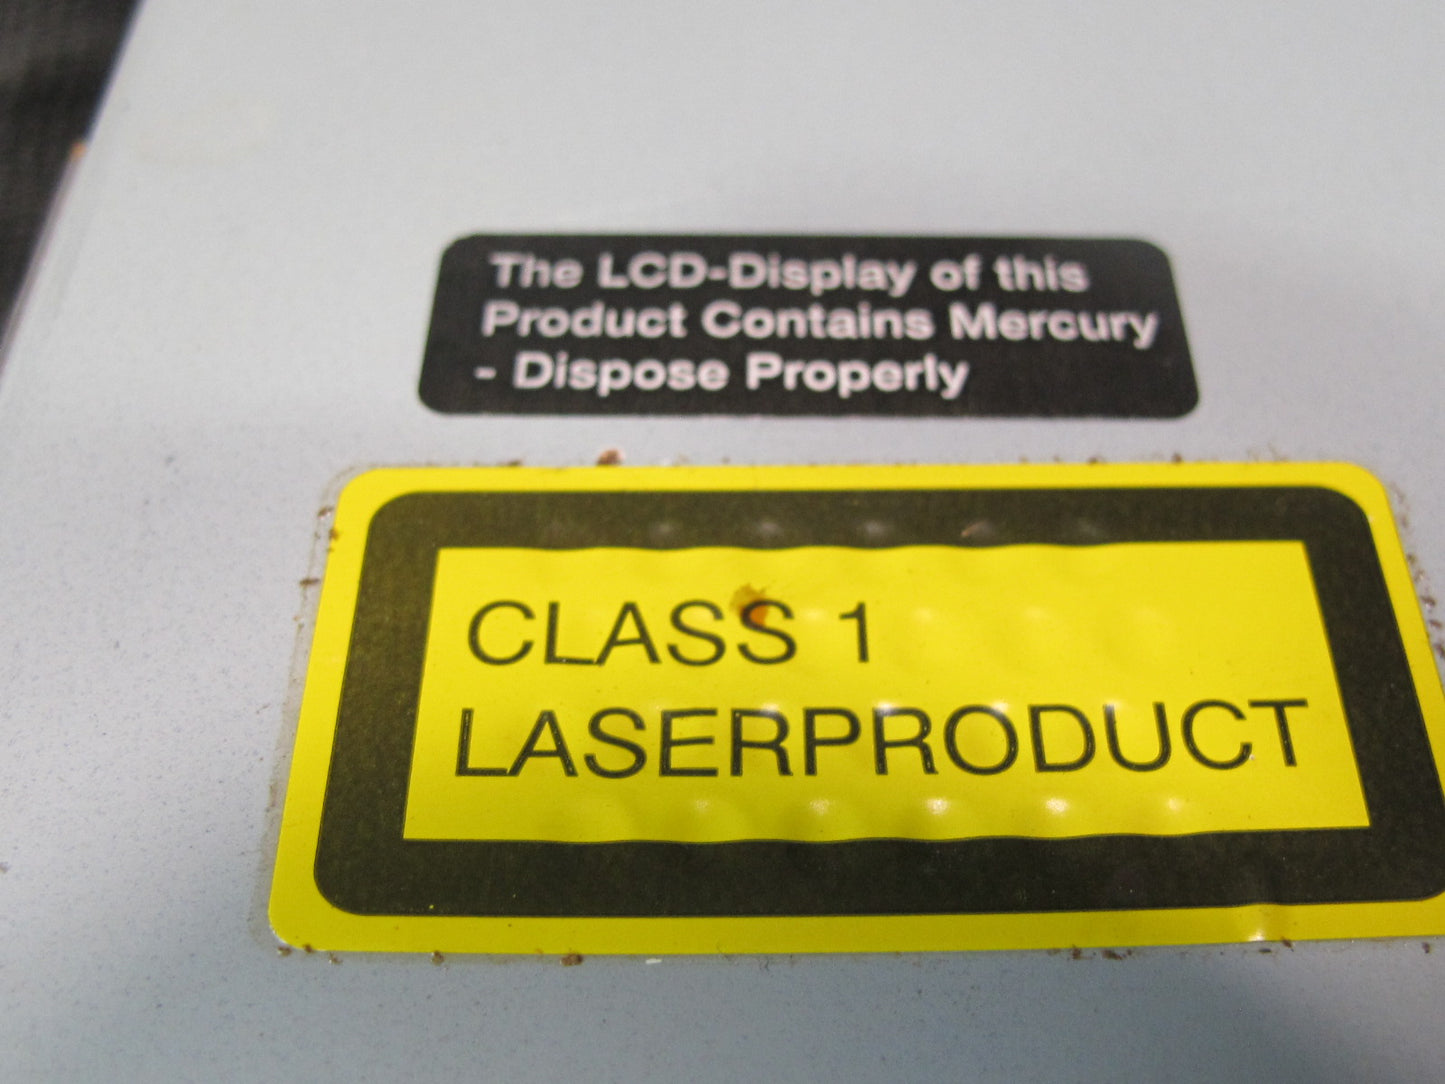 The LCD-Display of this
Product Contains Mercury
- Dispose Properly
CLASS 1
LASERPRODUCT